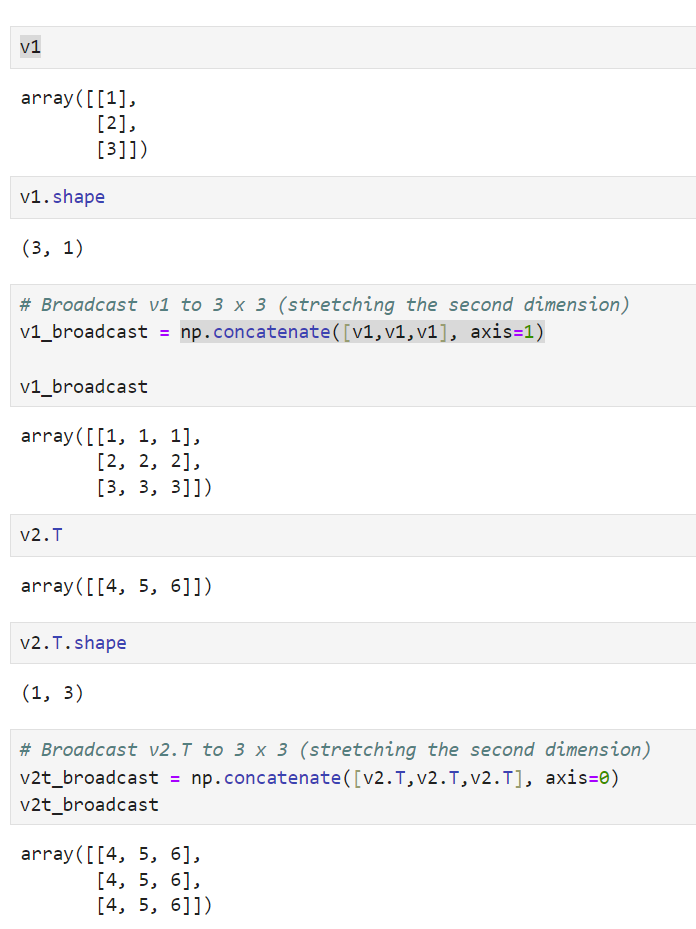 v1
array([[1],
       [2],
       [3]])
v1.shape
(3, 1)
# Broadcast v1 to 3 x 3 (stretching the second dimension)
v1_broadcast = np.concatenate([v1,v1,v1], axis=1)
v1_broadcast
array([[1, 1, 1],
       [2, 2, 2],
       [3, 3, 3]])
v2.T
array([[4, 5, 6]])
v2.T.shape
(1, 3)
# Broadcast v2.T to 3 x 3 (stretching the second dimension)
v2t_broadcast = np.concatenate([v2.T,v2.T,v2.T], axis=0)
v2t_broadcast
array([[4, 5, 6],
       [4, 5, 6],
       [4, 5, 6]])